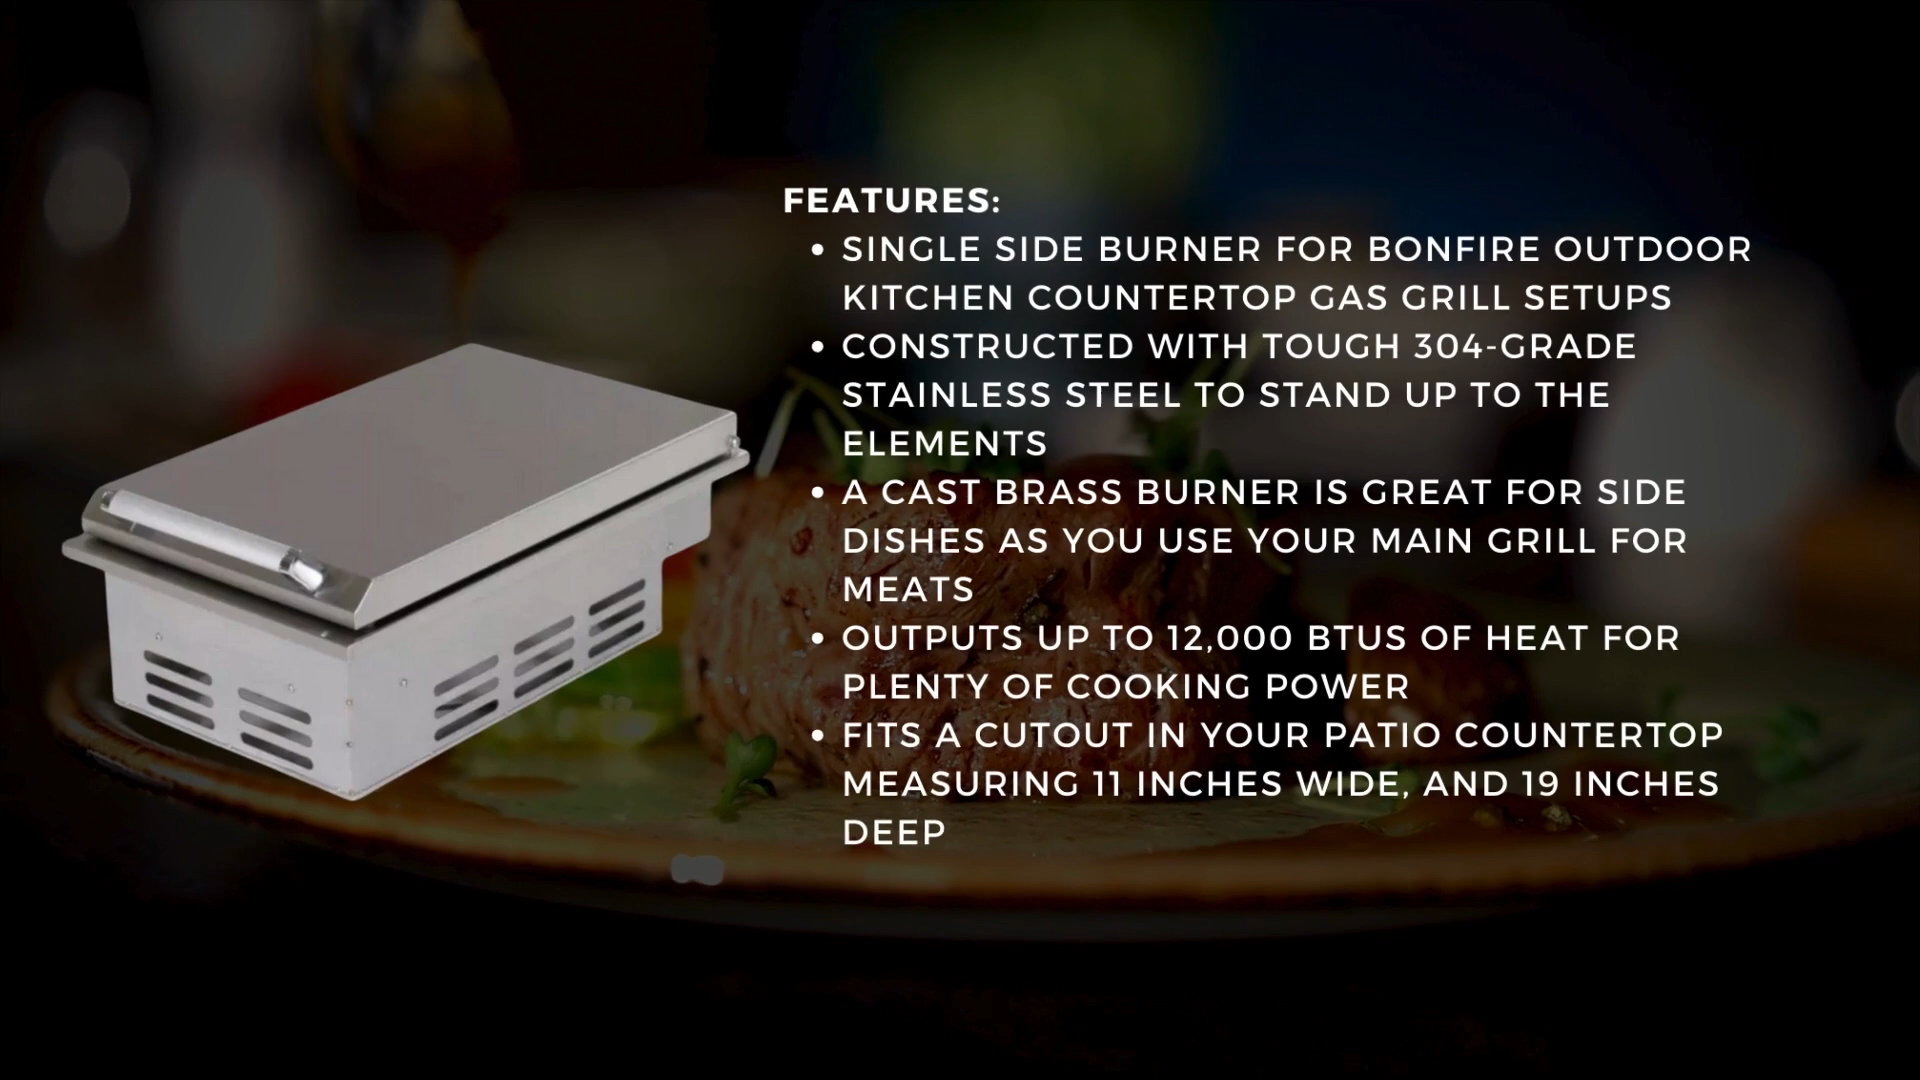 FEATURES:
• SINGLE SIDE BURNER FOR BONFIRE OUTDOOR
KITCHEN COUNTERTOP GAS GRILL SETUPS
• CONSTRUCTED WITH TOUGH 304-GRADE
STAINLESS STEEL TO STAND UP TO THE
ELEMENTS
• A CAST BRASS BURNER IS GREAT FOR SIDE
DISHES AS YOU USE YOUR MAIN GRILL FOR
MEATS
• OUTPUTS UP TO 12,000 BTUS OF HEAT FOR
PLENTY OF COOKING POWER
• FITS A CUTOUT IN YOUR PATIO COUNTERTOP
MEASURING 11 INCHES WIDE, AND 19 INCHES
DEEP